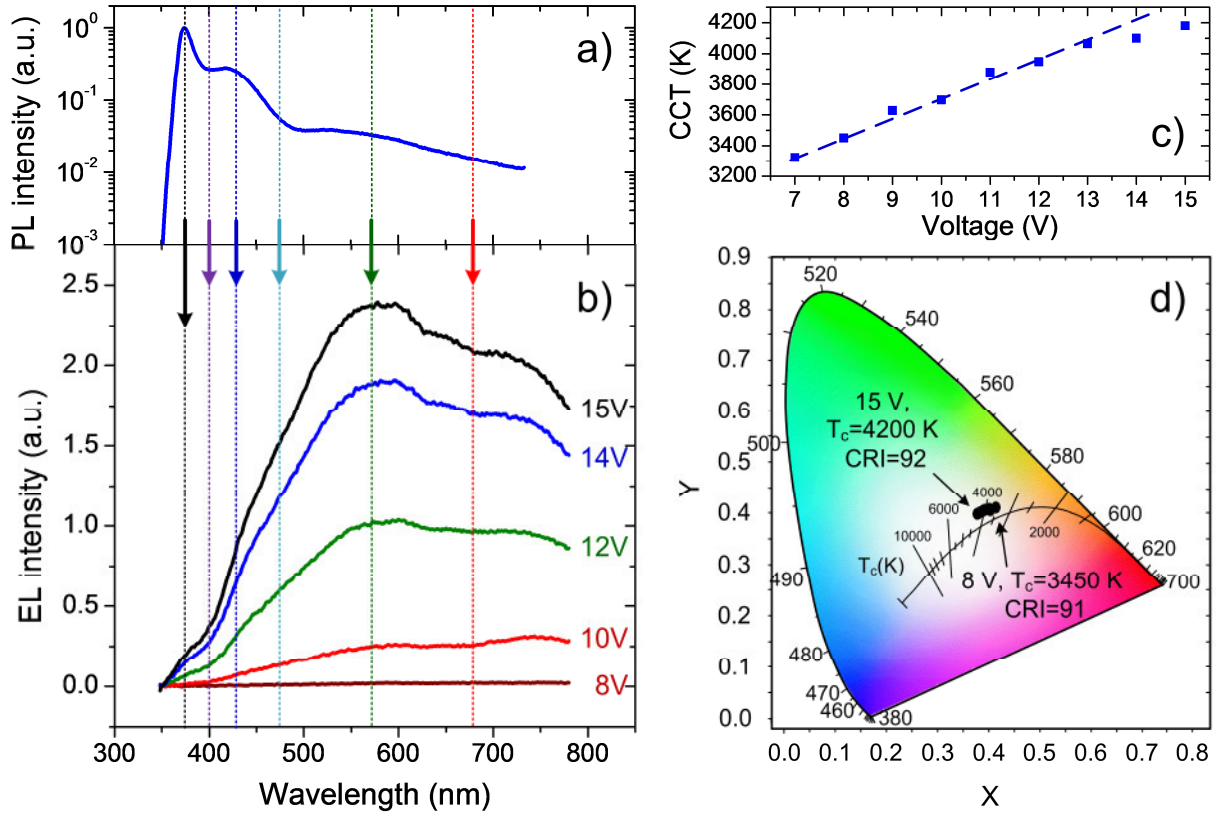 a)
PL intensity (a.u.)
10⁰
10⁻¹
10⁻²
10⁻³
b)
EL intensity (a.u.)
2.5
2.0
1.5
1.0
0.5
0.0
15V
14V
12V
10V
8V
300 400 500 600 700 800
Wavelength (nm)
c)
CCT (K)
4200
4000
3800
3600
3400
3200
7 8 9 10 11 12 13 14 15
Voltage (V)
d)
Y
0.9
0.8
0.7
0.6
0.5
0.4
0.3
0.2
0.1
0.0
520
540
560
580
600
620
700
500
490
480
470
460
380
15 V,
Tc=4200 K
CRI=92
4000
6000
10000
2000
Tc(K)
8 V, Tc=3450 K
CRI=91
0.0 0.1 0.2 0.3 0.4 0.5 0.6 0.7 0.8
X